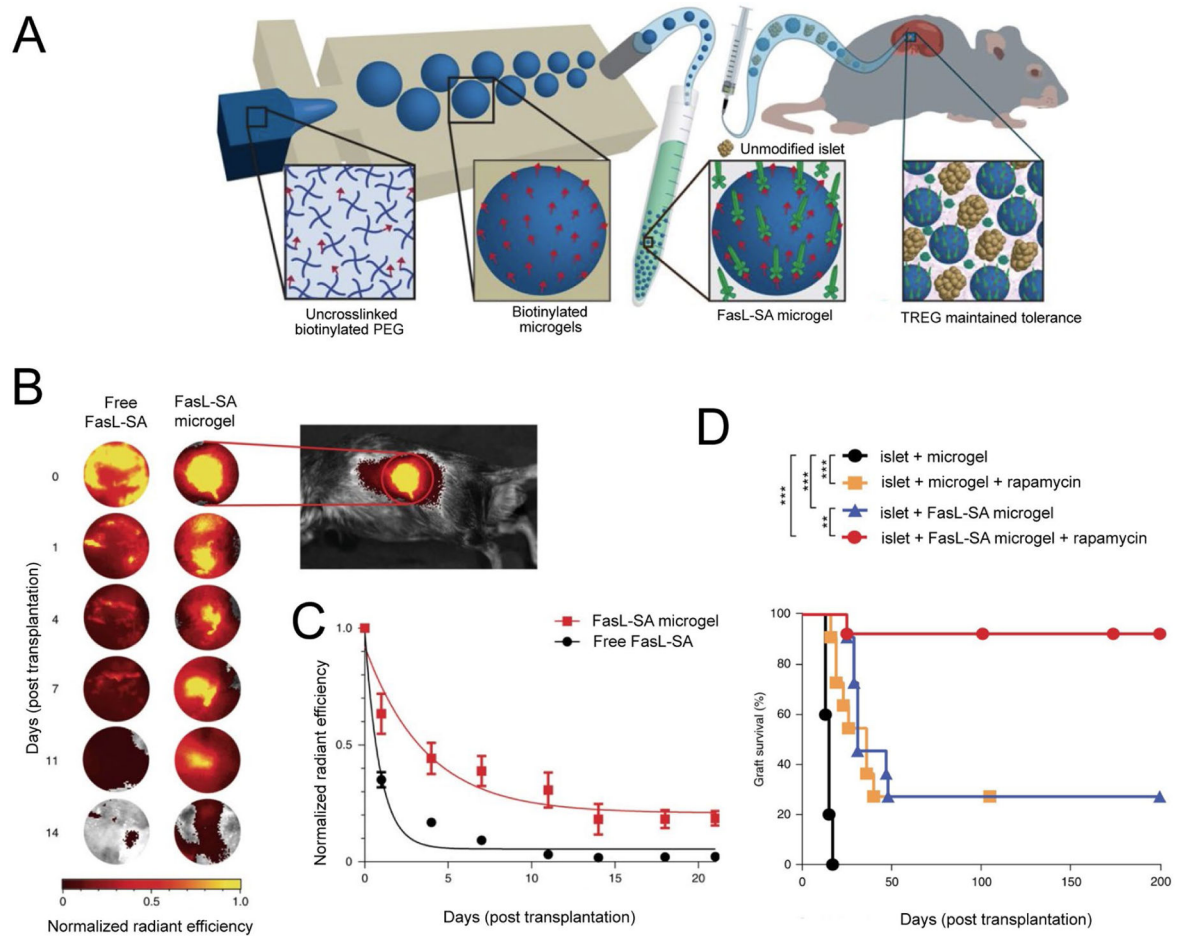 A
Unmodified islet
Uncrosslinked
biotinylated PEG
Biotinylated
microgels
FasL-SA microgel
TREG maintained tolerance
B
Free
FasL-SA
FasL-SA
microgel
Days (post transplantation)
0
1
4
7
11
14
0
0.5
1.0
Normalized radiant efficiency
C
FasL-SA microgel
Free FasL-SA
Normalized radiant efficiency
1.0
0.5
0
0
5
10
15
20
Days (post transplantation)
D
***
***
***
**
islet + microgel
islet + microgel + rapamycin
islet + FasL-SA microgel
islet + FasL-SA microgel + rapamycin
Graft survival (%)
100
80
60
40
20
0
0
50
100
150
200
Days (post transplantation)